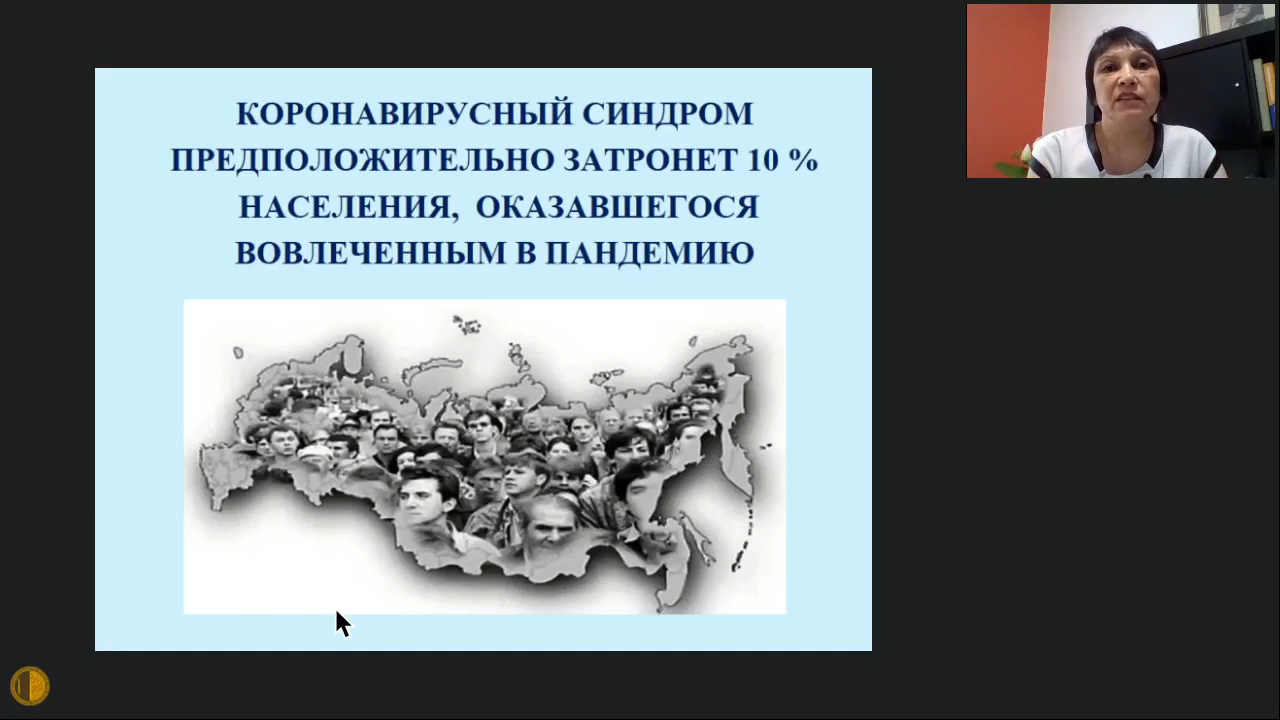 КОРОНАВИРУСНЫЙ СИНДРОМ
ПРЕДПОЛОЖИТЕЛЬНО ЗАТРОНЕТ 10 %
НАСЕЛЕНИЯ, ОКАЗАВШЕГОСЯ
ВОВЛЕЧЕННЫМ В ПАНДЕМИЮ